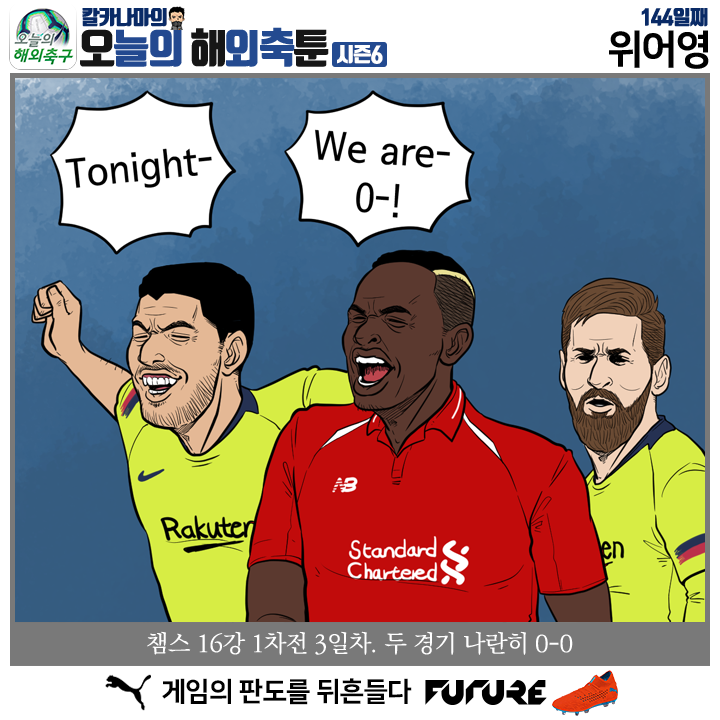 오늘의
해외축구
칼카나마의
오늘의 해외축툰 시즌6
144일째
위어영
Tonight-
We are-
0-!
NB
Rakuten
Standard
Chartered
en
챔스 16강 1차전 3일차. 두 경기 나란히 0-0
게임의 판도를 뒤흔들다 FUTURE